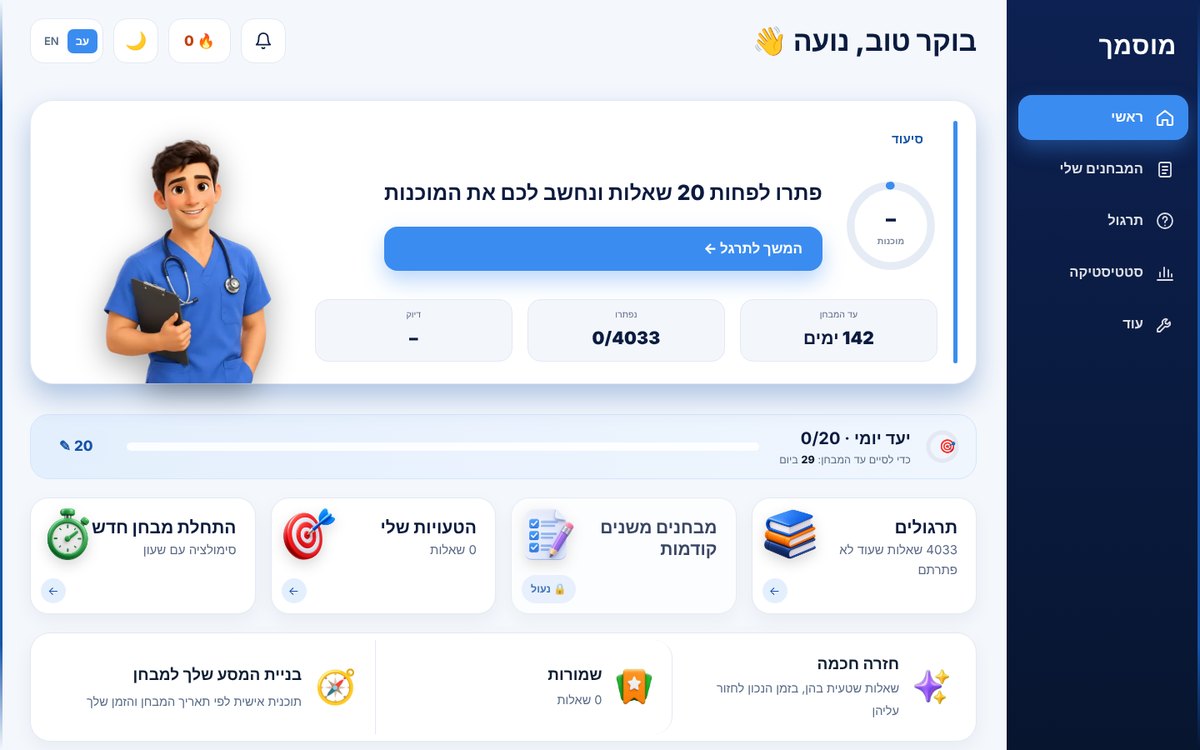 מוסמך
ראשי
המבחנים שלי
תרגול
סטטיסטיקה
עוד
בוקר טוב, נועה 👋
🔥 0
🌙
עב
EN
סיעוד
–
מוכנות
פתרו לפחות 20 שאלות ונחשב לכם את המוכנות
המשך לתרגל ←
עד המבחן
142 ימים
נפתרו
0/4033
דיוק
–
🎯
יעד יומי · 0/20
כדי לסיים עד המבחן: 29 ביום
20 ✎
תרגולים
4033 שאלות שעוד לא
פתרתם
←
מבחנים משנים
קודמות
🔒 נעול
הטעויות שלי
0 שאלות
←
התחלת מבחן חדש
סימולציה עם שעון
←
חזרה חכמה
שאלות שטעית בהן, בזמן הנכון לחזור
עליהן
שמורות
0 שאלות
בניית המסע שלך למבחן
תוכנית אישית לפי תאריך המבחן והזמן שלך